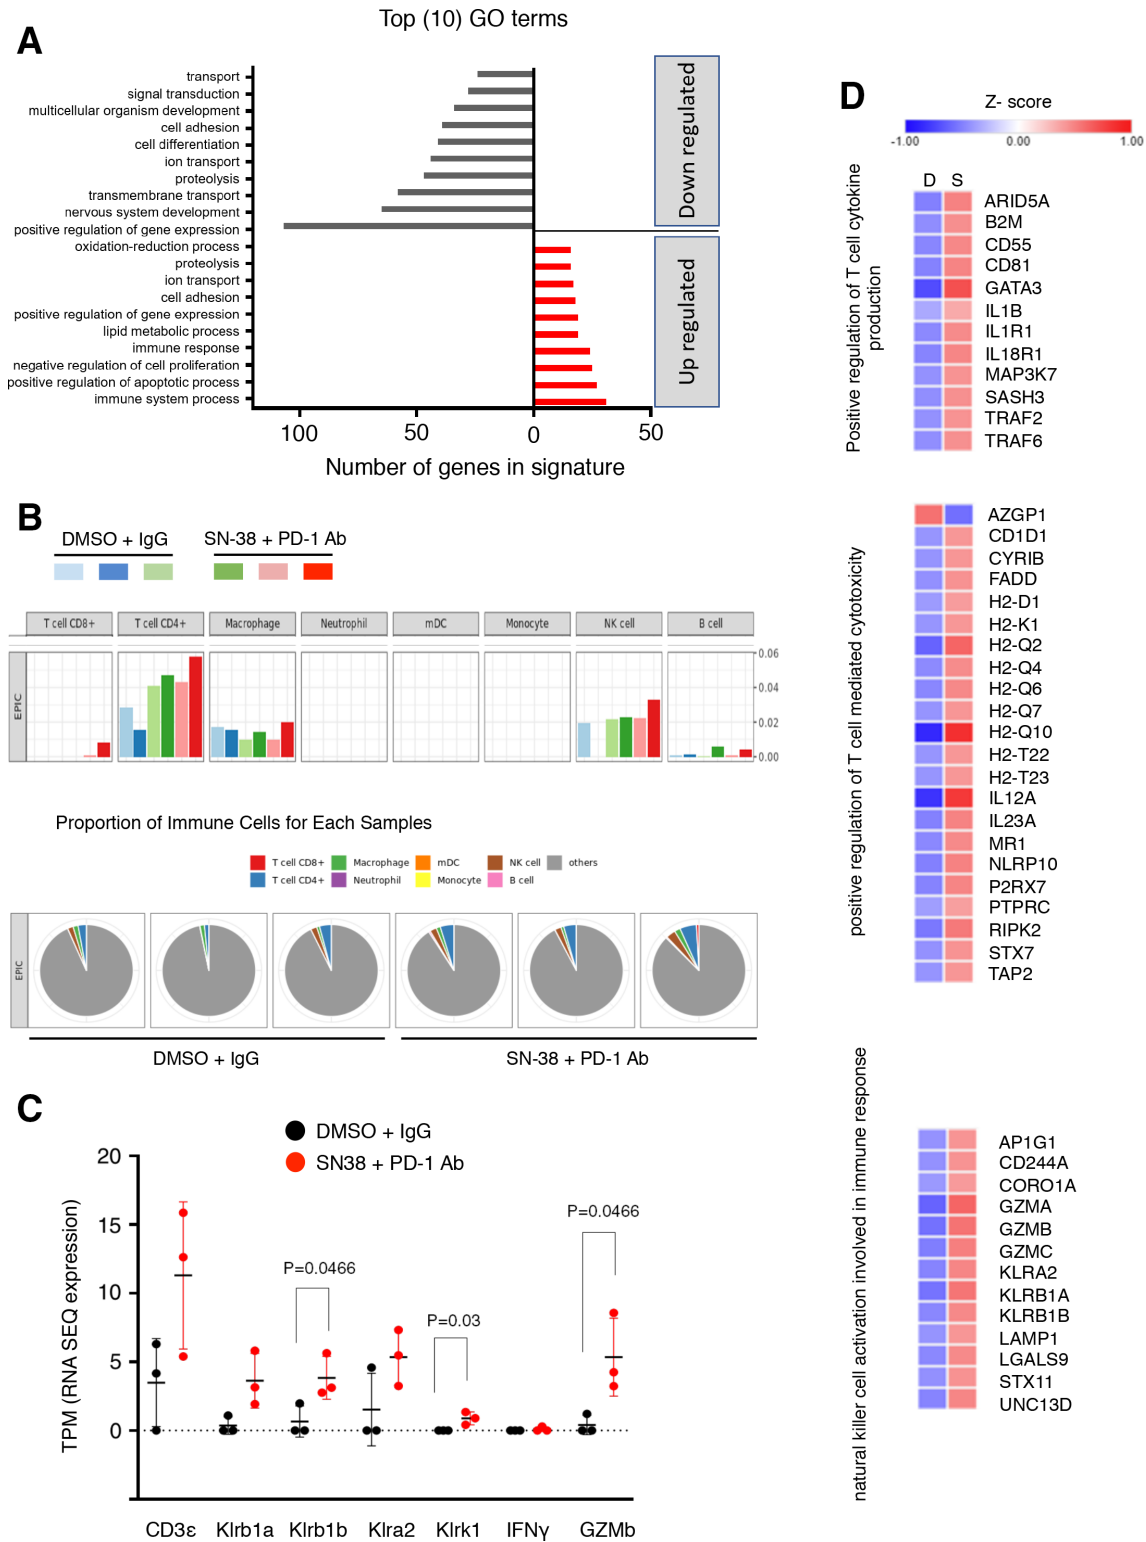 A
Top (10) GO terms
transport
signal transduction
multicellular organism development
cell adhesion
cell differentiation
ion transport
proteolysis
transmembrane transport
nervous system development
positive regulation of gene expression
oxidation-reduction process
proteolysis
ion transport
cell adhesion
positive regulation of gene expression
lipid metabolic process
immune response
negative regulation of cell proliferation
positive regulation of apoptotic process
immune system process
Down regulated
Up regulated
100 50 0 50
Number of genes in signature
B
DMSO + IgG SN-38 + PD-1 Ab
T cell CD8+ T cell CD4+ Macrophage Neutrophil mDC Monocyte NK cell B cell
EPIC
0.06
0.04
0.02
0.00
Proportion of Immune Cells for Each Samples
T cell CD8+ Macrophage mDC NK cell others
T cell CD4+ Neutrophil Monocyte B cell
EPIC
DMSO + IgG SN-38 + PD-1 Ab
C
DMSO + IgG
SN38 + PD-1 Ab
TPM (RNA SEQ expression)
20
15
10
5
0
P=0.0466
P=0.03
P=0.0466
CD3ε Klrb1a Klrb1b Klra2 Klrk1 IFNγ GZMb
D
Z- score
-1.00 0.00 1.00
D S
Positive regulation of T cell cytokine
production
ARID5A
B2M
CD55
CD81
GATA3
IL1B
IL1R1
IL18R1
MAP3K7
SASH3
TRAF2
TRAF6
positive regulation of T cell mediated cytotoxicity
AZGP1
CD1D1
CYRIB
FADD
H2-D1
H2-K1
H2-Q2
H2-Q4
H2-Q6
H2-Q7
H2-Q10
H2-T22
H2-T23
IL12A
IL23A
MR1
NLRP10
P2RX7
PTPRC
RIPK2
STX7
TAP2
natural killer cell activation involved in immune response
AP1G1
CD244A
CORO1A
GZMA
GZMB
GZMC
KLRA2
KLRB1A
KLRB1B
LAMP1
LGALS9
STX11
UNC13D